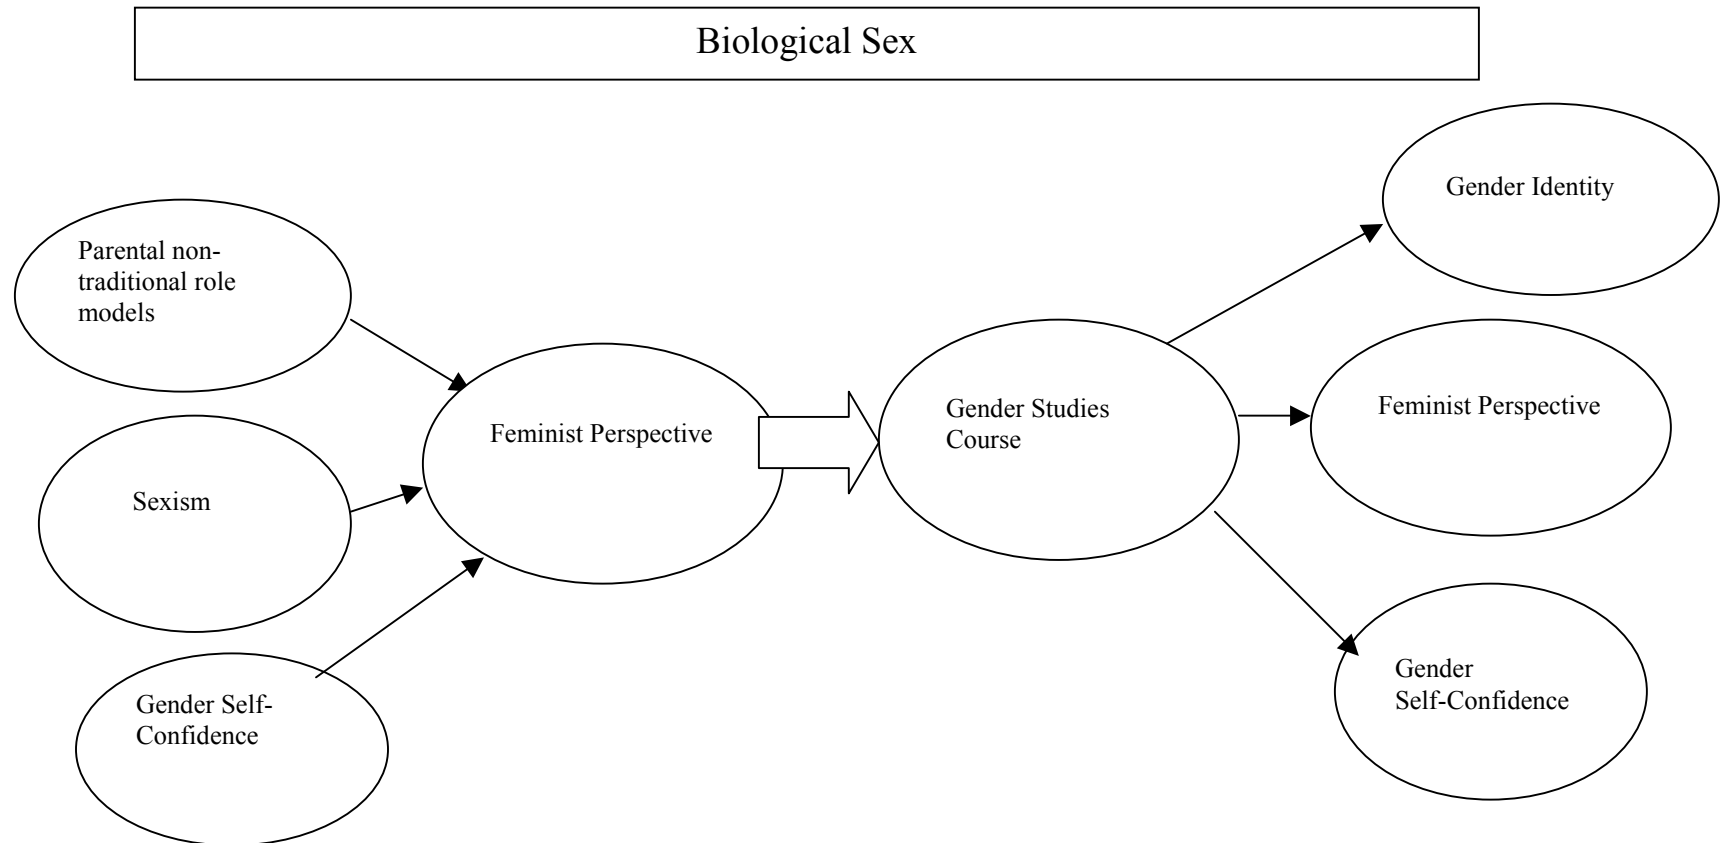 Biological Sex
Parental non-
traditional role
models
Sexism
Gender Self-
Confidence
Feminist Perspective
Gender Studies
Course
Gender Identity
Feminist Perspective
Gender
Self-Confidence